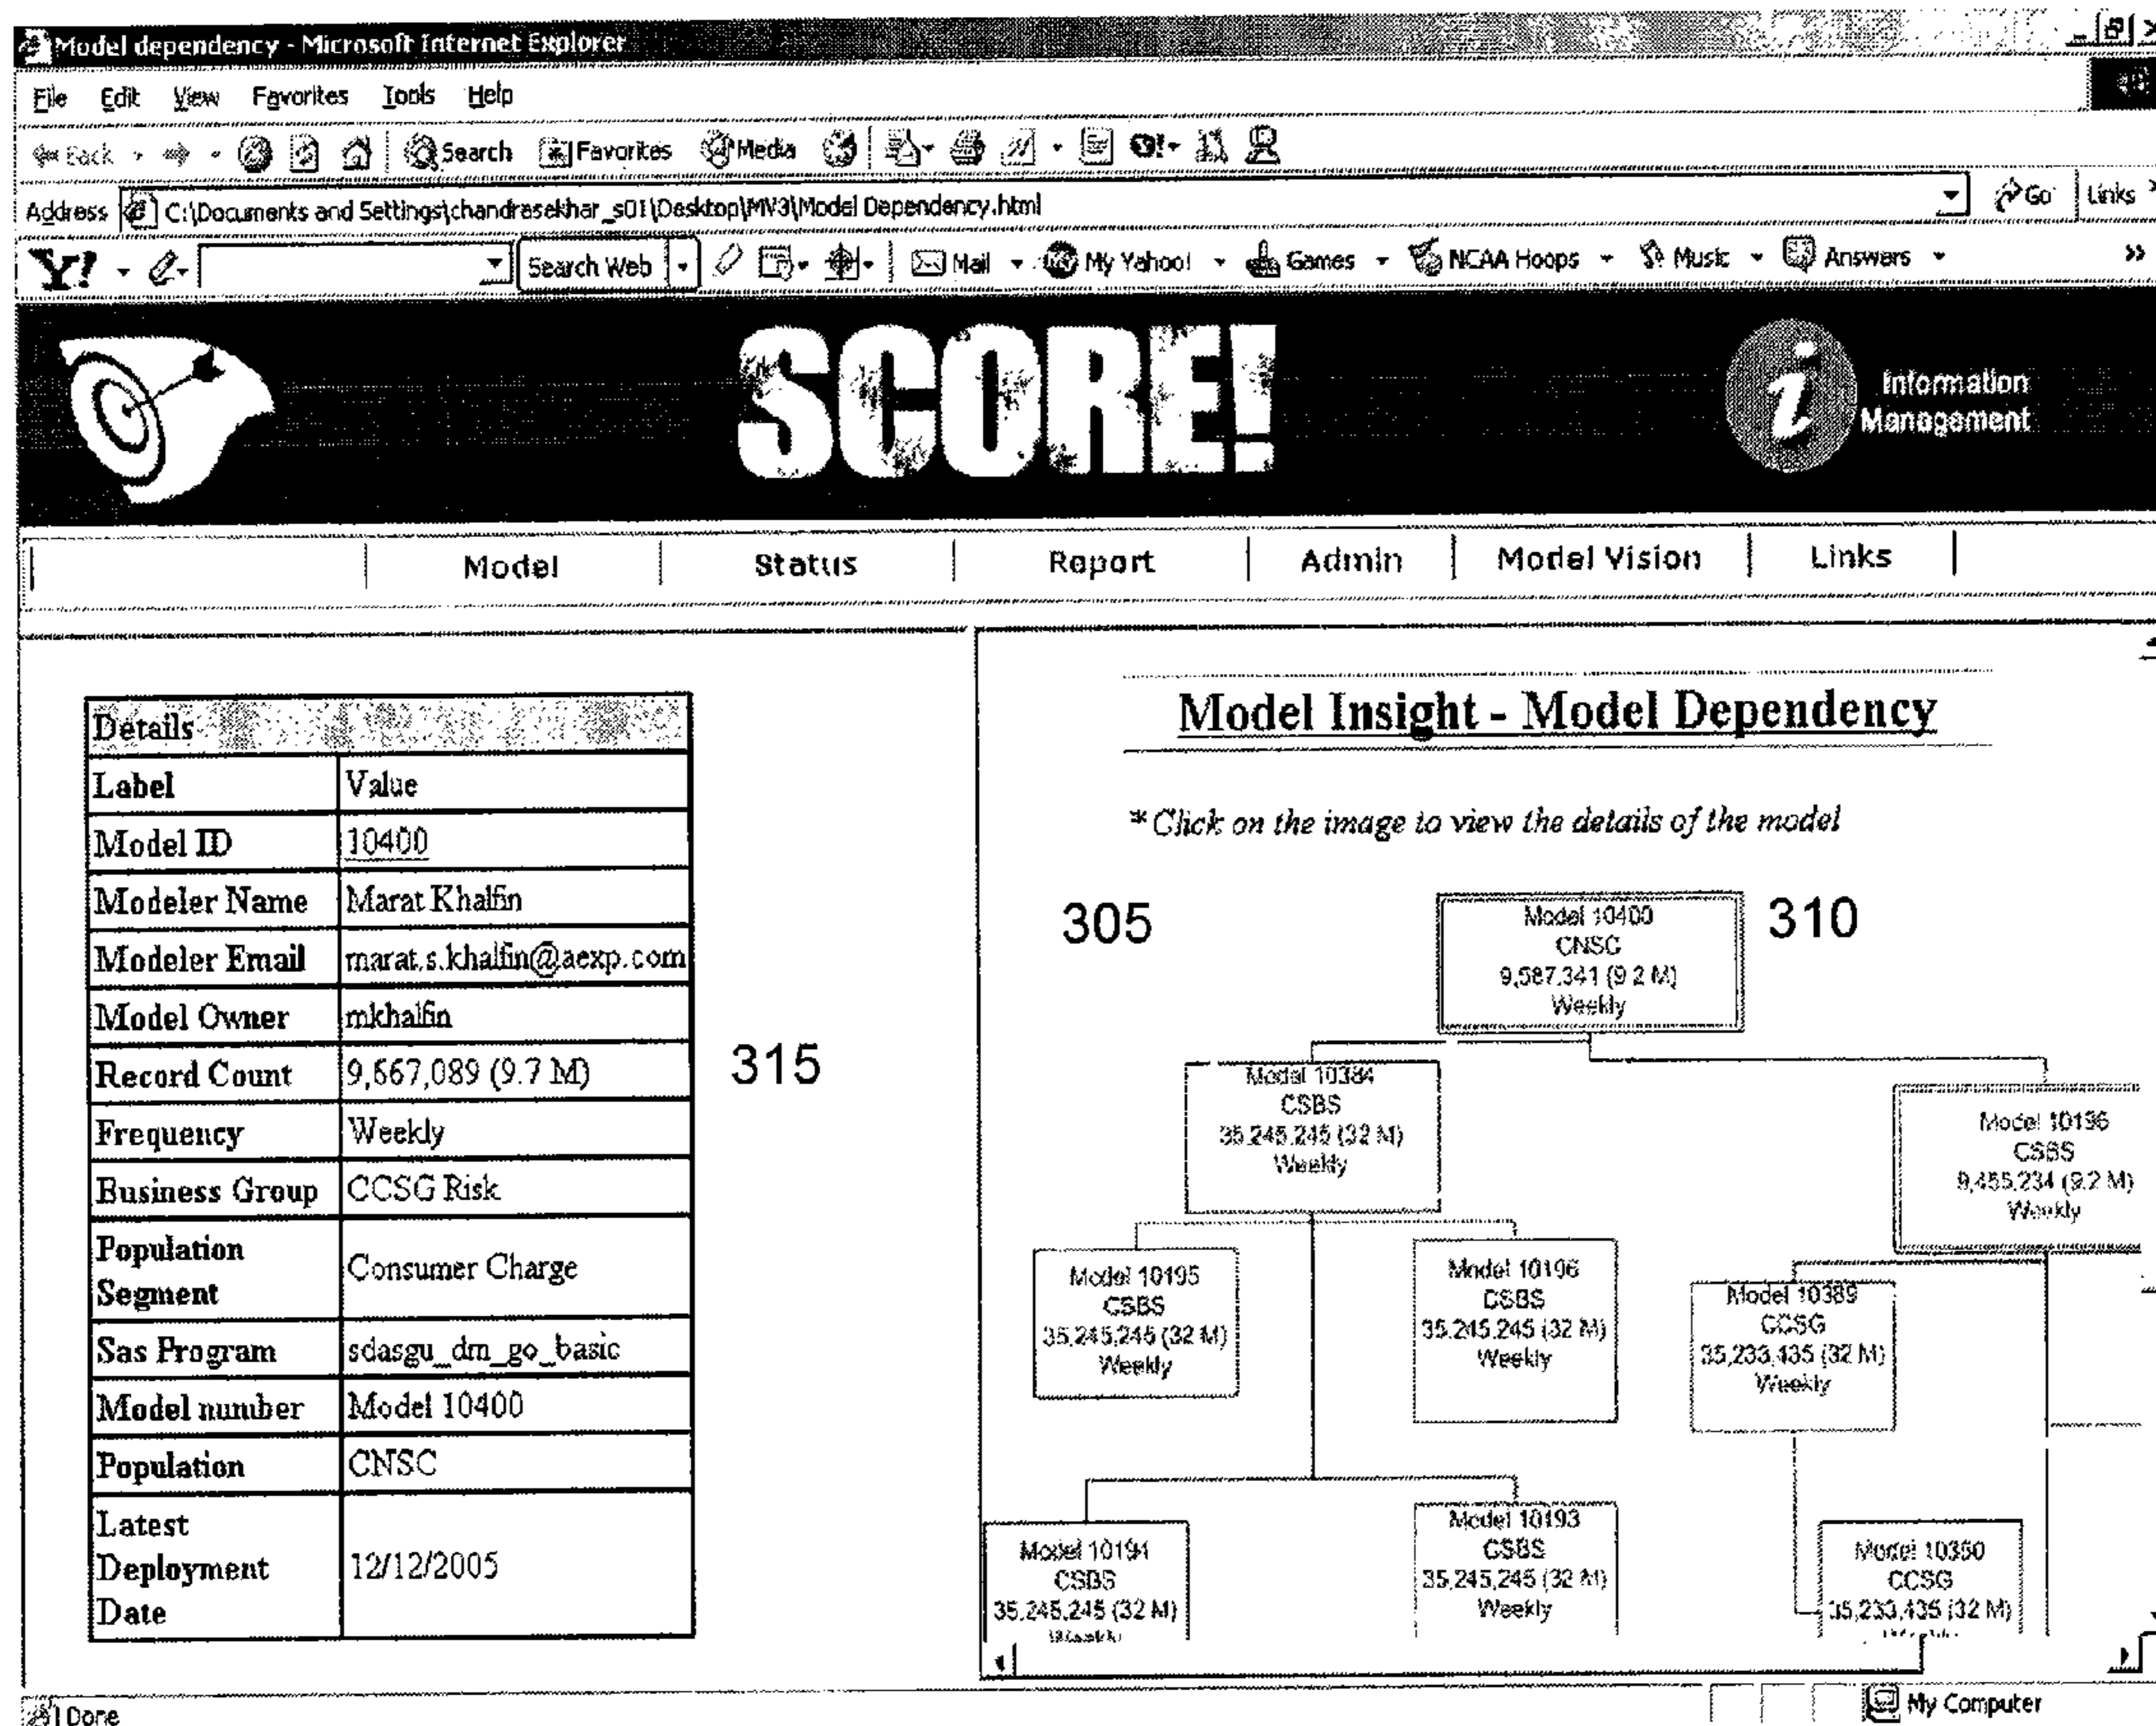 Model dependency - Microsoft Internet Explorer
File Edit View Favorites Tools Help
Back Search Favorites Media
Address C:\Documents and Settings\chandrasekhar_s01\Desktop\MV3\Model Dependency.html Go Links »
Y! Search Web Mail My Yahoo! Games NCAA Hoops Music Answers »
SCORE!
i Information
Management
Model Status Report Admin Model Vision Links
Details
Label Value
Model ID 10400
Modeler Name Marat Khalfin
Modeler Email marat.s.khalfin@aexp.com
Model Owner mkhalfin
Record Count 9,667,089 (9.7 M)
Frequency Weekly
Business Group CCSG Risk
Population
Segment Consumer Charge
Sas Program sdasgu_dm_go_basic
Model number Model 10400
Population CNSC
Latest
Deployment
Date 12/12/2005
315
Model Insight - Model Dependency
* Click on the image to view the details of the model
305
310
Model 10400
CNSC
9,587,341 (9.2 M)
Weekly
Model 10384
CSBS
35,245,245 (32 M)
Weekly
Model 10196
CSBS
9,455,234 (9.2 M)
Weekly
Model 10195
CSBS
35,245,245 (32 M)
Weekly
Model 10196
CSBS
35,245,245 (32 M)
Weekly
Model 10389
CCSG
35,233,435 (32 M)
Weekly
Model 10191
CSBS
35,245,245 (32 M)
Weekly
Model 10193
CSBS
35,245,245 (32 M)
Weekly
Model 10350
CCSG
35,233,435 (32 M)
Done
My Computer